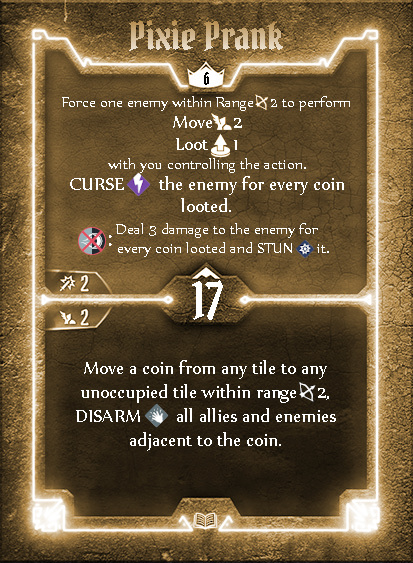 Pixie Prank
6
Force one enemy within Range 2 to perform
Move 2
Loot 1
with you controlling the action.
CURSE the enemy for every coin
looted.
: Deal 3 damage to the enemy for
every coin looted and STUN it.
2
17
2
Move a coin from any tile to any
unoccupied tile within range 2,
DISARM all allies and enemies
adjacent to the coin.